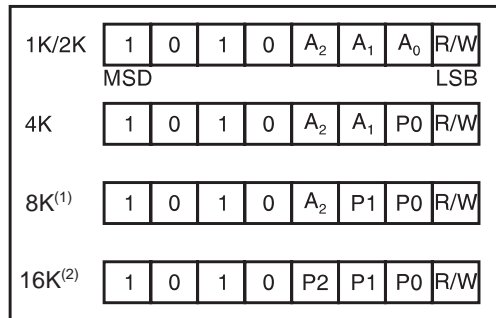 1K/2K 1 0 1 0 A₂ A₁ A₀ R/W
MSD LSB
4K 1 0 1 0 A₂ A₁ P0 R/W
8K⁽¹⁾ 1 0 1 0 A₂ P1 P0 R/W
16K⁽²⁾ 1 0 1 0 P2 P1 P0 R/W